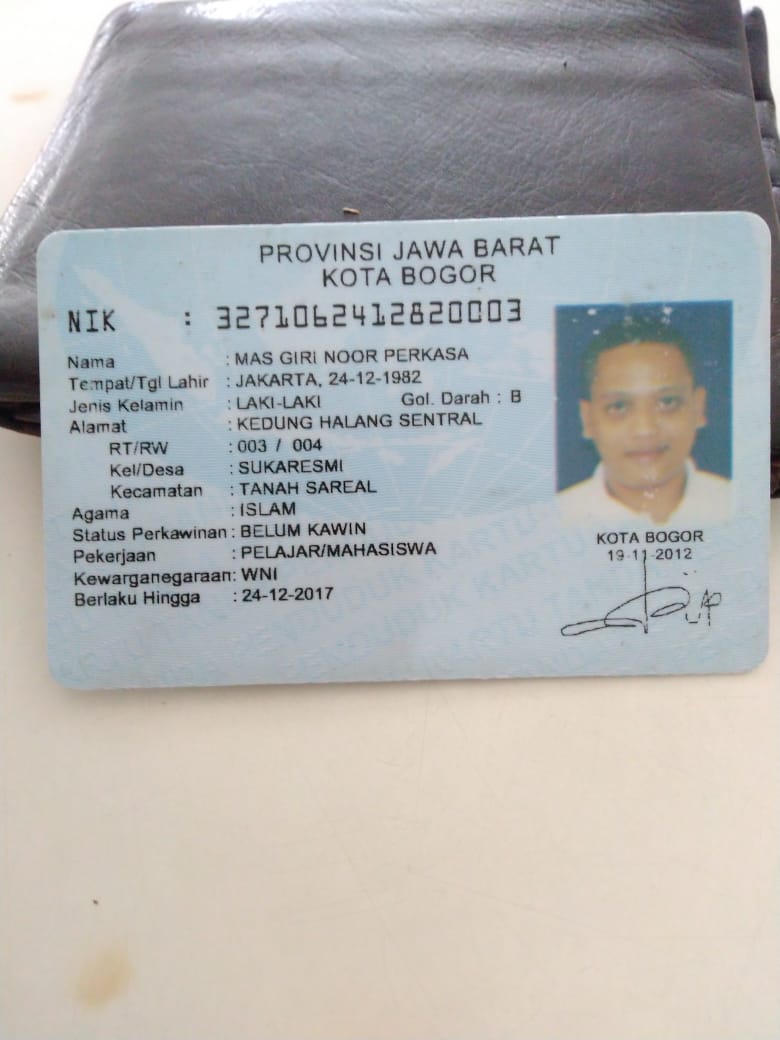 PROVINSI JAWA BARAT
KOTA BOGOR
NIK : 3271062412820003
Nama : MAS GIRI NOOR PERKASA
Tempat/Tgl Lahir : JAKARTA, 24-12-1982
Jenis Kelamin : LAKI-LAKI Gol. Darah : B
Alamat : KEDUNG HALANG SENTRAL
RT/RW : 003 / 004
Kel/Desa : SUKARESMI
Kecamatan : TANAH SAREAL
Agama : ISLAM
Status Perkawinan : BELUM KAWIN
Pekerjaan : PELAJAR/MAHASISWA
Kewarganegaraan: WNI
Berlaku Hingga : 24-12-2017
KOTA BOGOR
19-11-2012